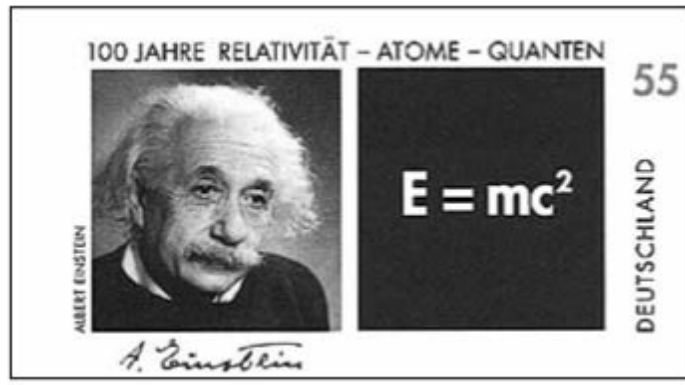 100 JAHRE RELATIVITÄT – ATOME – QUANTEN
55
E = mc²
ALBERT EINSTEIN
DEUTSCHLAND
A. Einstein